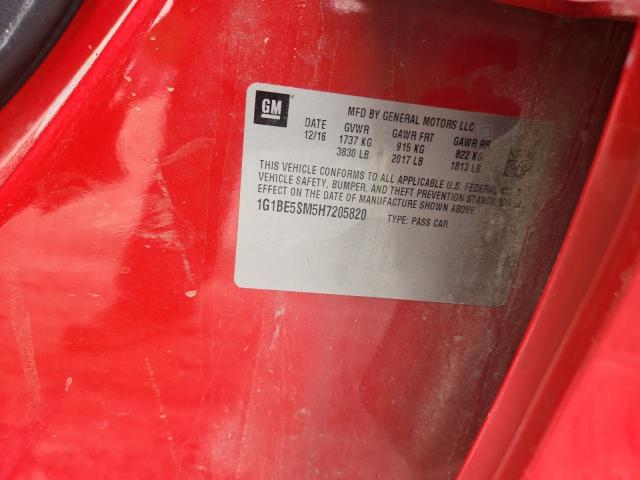 GM
MFD BY GENERAL MOTORS LLC
DATE GVWR GAWR FRT GAWR RR
12/16 1737 KG 915 KG 822 KG
3830 LB 2017 LB 1813 LB
THIS VEHICLE CONFORMS TO ALL APPLICABLE U.S. FEDERAL
VEHICLE SAFETY, BUMPER, AND THEFT PREVENTION STANDARDS
EFFECT ON THE DATE OF MANUFACTURE SHOWN ABOVE.
1G1BE5SM5H7205820 TYPE: PASS CAR